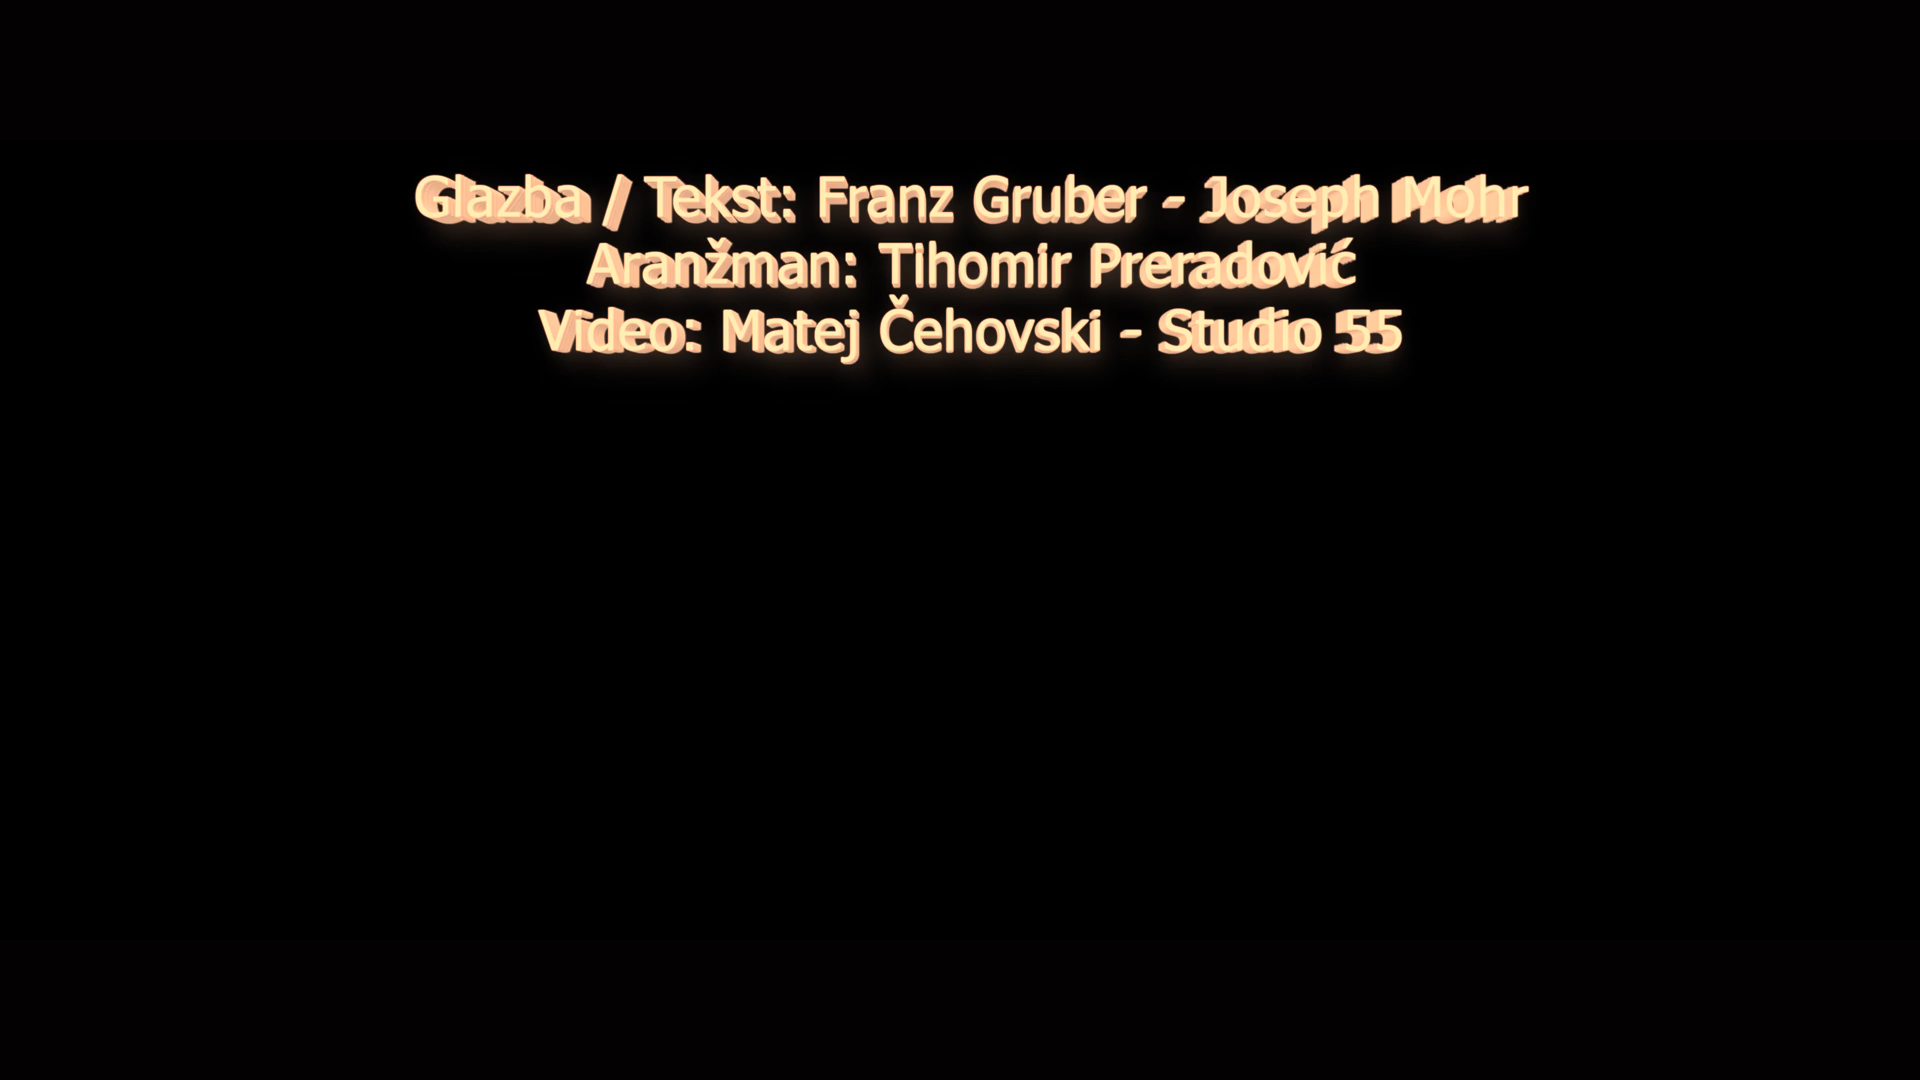 Glazba / Tekst: Franz Gruber - Joseph Mohr
Aranžman: Tihomir Preradović
Video: Matej Čehovski - Studio 55